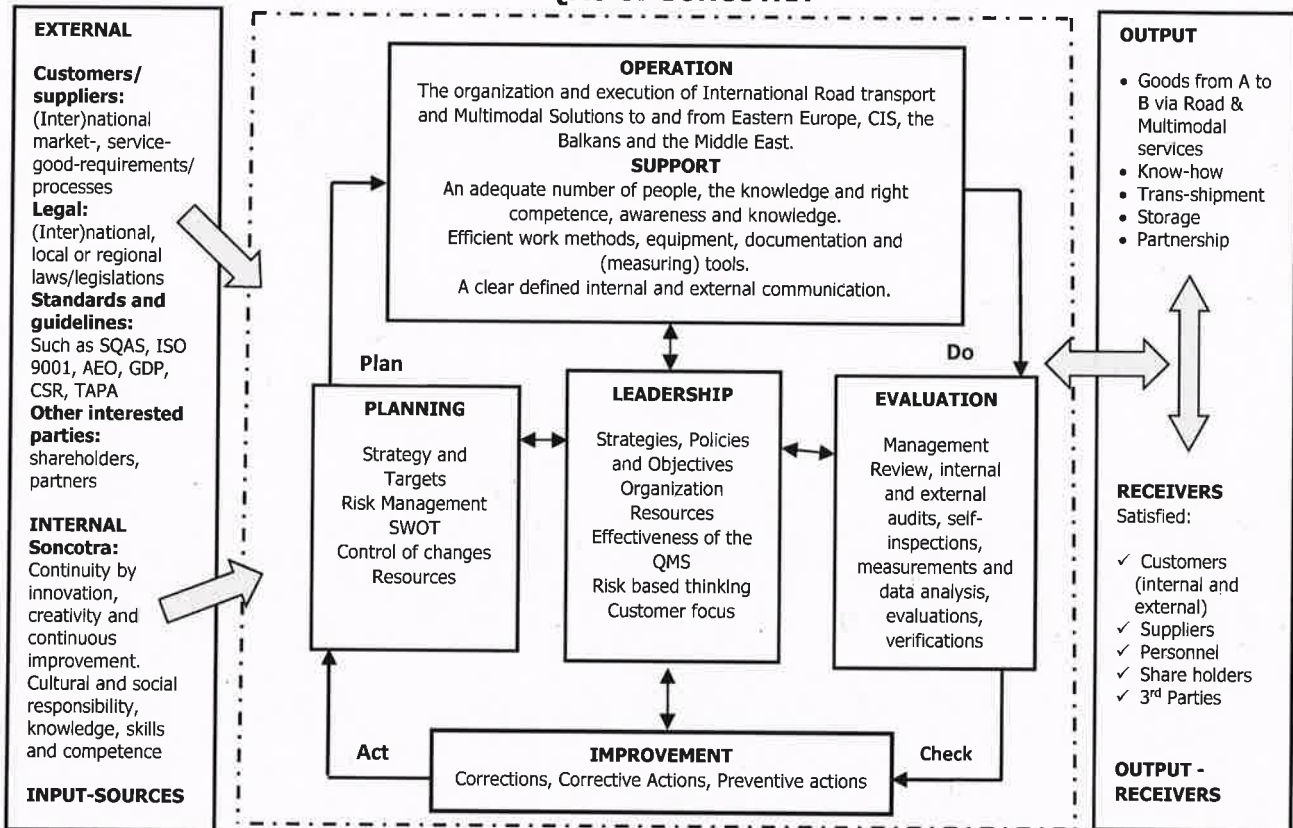 EXTERNAL
Customers/
suppliers:
(Inter)national
market-, service-
good-requirements/
processes
Legal:
(Inter)national,
local or regional
laws/legislations
Standards and
guidelines:
Such as SQAS, ISO
9001, AEO, GDP,
CSR, TAPA
Other interested
parties:
shareholders,
partners
INTERNAL
Soncotra:
Continuity by
innovation,
creativity and
continuous
improvement.
Cultural and social
responsibility,
knowledge, skills
and competence
INPUT-SOURCES
OPERATION
The organization and execution of International Road transport
and Multimodal Solutions to and from Eastern Europe, CIS, the
Balkans and the Middle East.
SUPPORT
An adequate number of people, the knowledge and right
competence, awareness and knowledge.
Efficient work methods, equipment, documentation and
(measuring) tools.
A clear defined internal and external communication.
Plan
Do
PLANNING
Strategy and
Targets
Risk Management
SWOT
Control of changes
Resources
LEADERSHIP
Strategies, Policies
and Objectives
Organization
Resources
Effectiveness of the
QMS
Risk based thinking
Customer focus
EVALUATION
Management
Review, internal
and external
audits, self-
inspections,
measurements and
data analysis,
evaluations,
verifications
Act
Check
IMPROVEMENT
Corrections, Corrective Actions, Preventive actions
OUTPUT
• Goods from A to
B via Road &
Multimodal
services
• Know-how
• Trans-shipment
• Storage
• Partnership
RECEIVERS
Satisfied:
✓ Customers
(internal and
external)
✓ Suppliers
✓ Personnel
✓ Share holders
✓ 3rd Parties
OUTPUT -
RECEIVERS